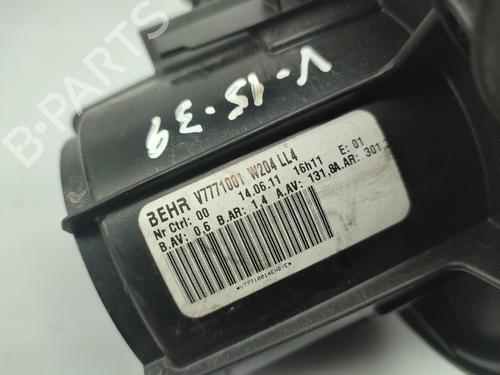 B-PARTS
V-15-39
BEHR V7771001 W204 LL4
Nr Ctrl: 00 14.06.11 16h11 E: 01
B.AV: 0.6 B.AR: 1.4 A.AV: 131.8A.AR: 301